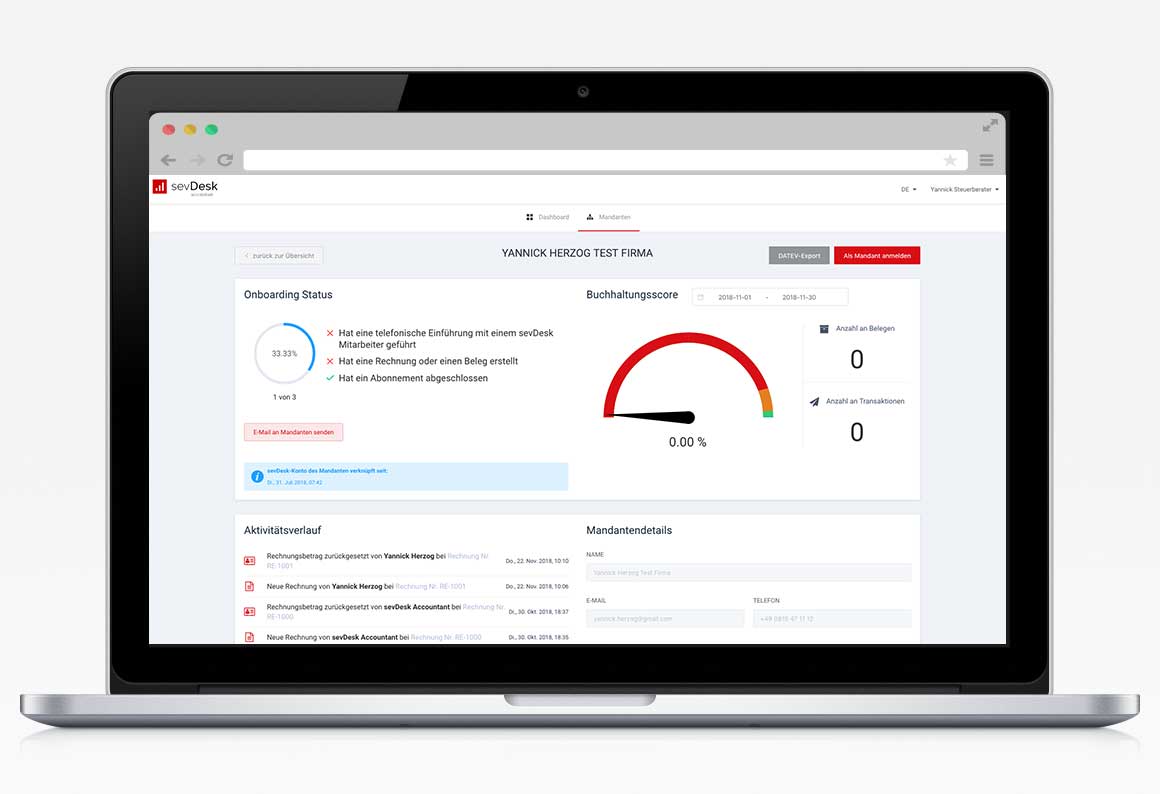 sevDesk
DE
Yannick Steuerberater
Dashboard
Mandanten
zurück zur Übersicht
YANNICK HERZOG TEST FIRMA
DATEV-Export
Als Mandant anmelden
Onboarding Status
33.33%
1 von 3
Hat eine telefonische Einführung mit einem sevDesk
Mitarbeiter geführt
Hat eine Rechnung oder einen Beleg erstellt
Hat ein Abonnement abgeschlossen
E-Mail an Mandanten senden
sevDesk-Konto des Mandanten verknüpft seit:
Di., 31. Juli 2018, 07:42
Buchhaltungsscore
2018-11-01 - 2018-11-30
0.00 %
Anzahl an Belegen
0
Anzahl an Transaktionen
0
Aktivitätsverlauf
Rechnungsbetrag zurückgesetzt von Yannick Herzog bei Rechnung Nr.
RE-1001
Do., 22. Nov. 2018, 10:10
Neue Rechnung von Yannick Herzog bei Rechnung Nr. RE-1001
Do., 22. Nov. 2018, 10:06
Rechnungsbetrag zurückgesetzt von sevDesk Accountant bei Rechnung Nr.
RE-1000
Di., 30. Okt. 2018, 18:37
Neue Rechnung von sevDesk Accountant bei Rechnung Nr. RE-1000
Di., 30. Okt. 2018, 18:35
Mandantendetails
NAME
Yannick Herzog Test Firma
E-MAIL
yannick.herzog@gmail.com
TELEFON
+49 0815 47 11 12